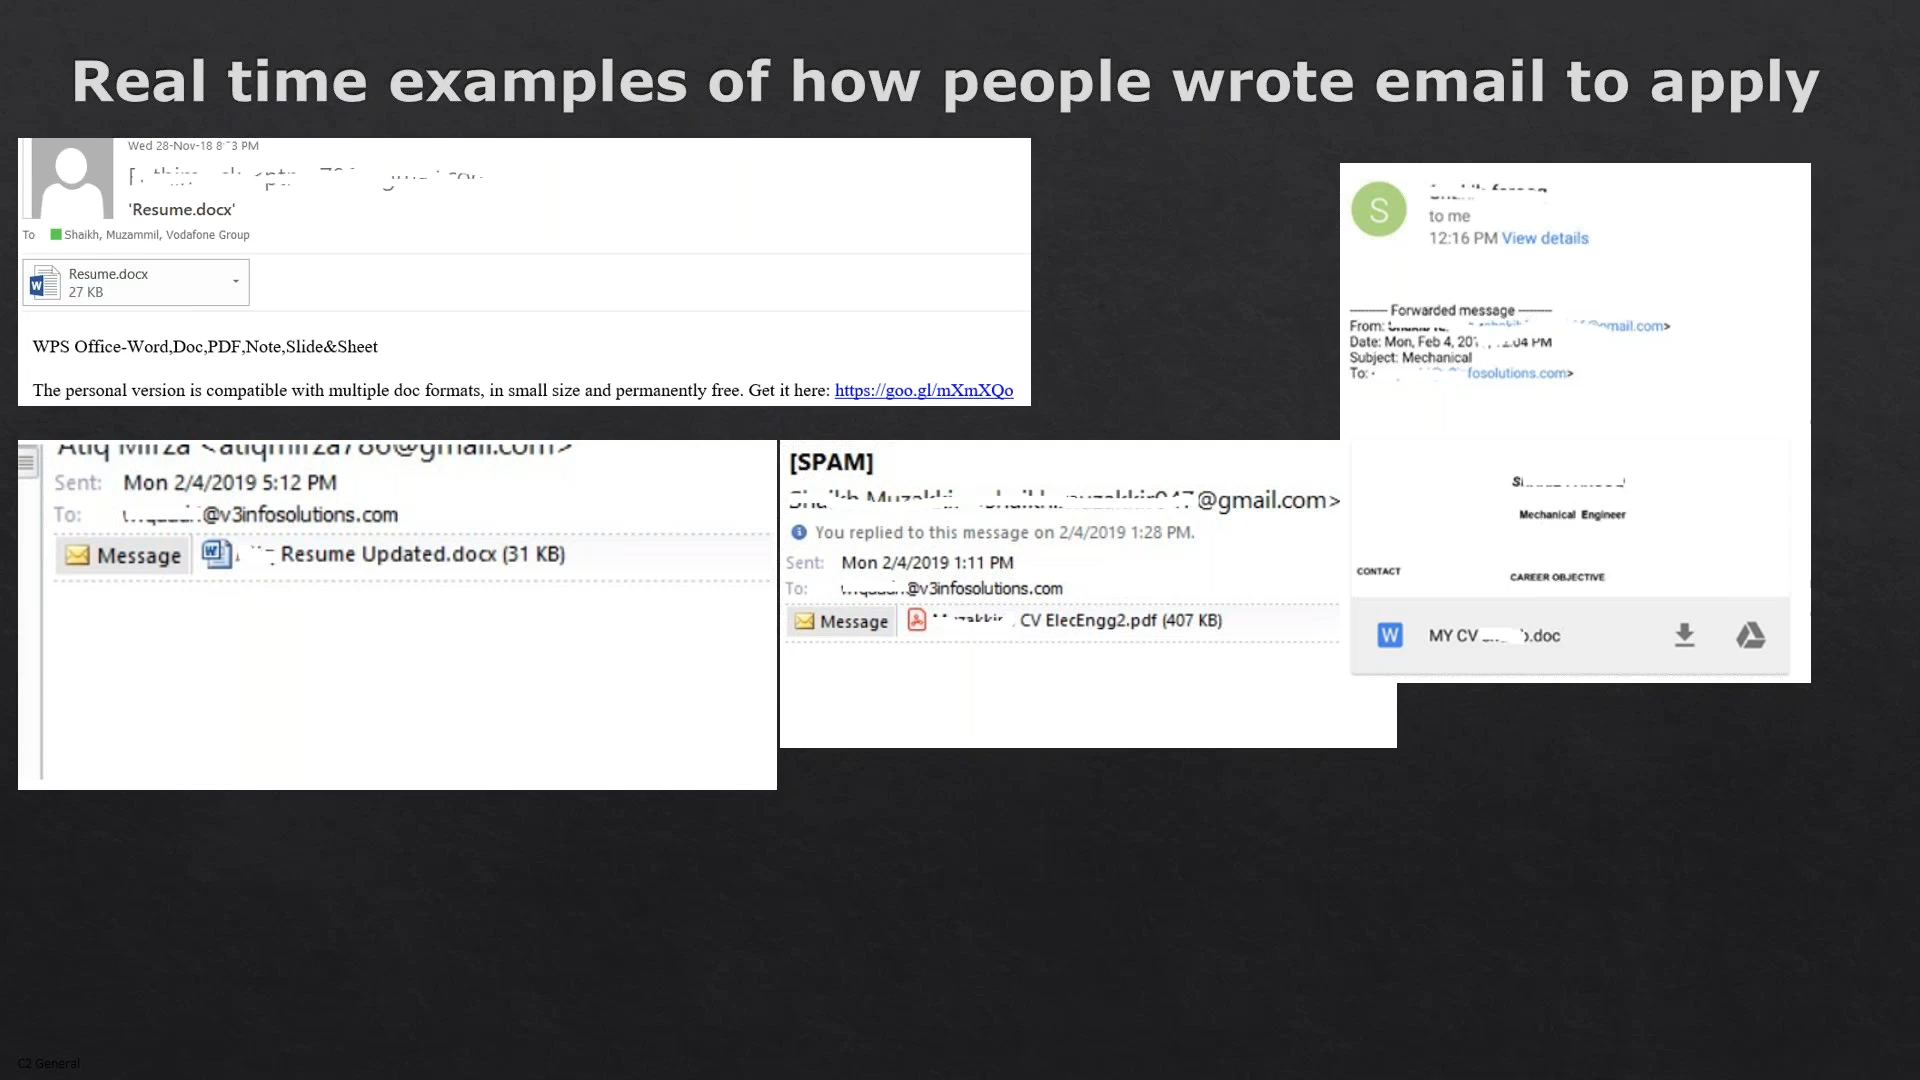 Real time examples of how people wrote email to apply
Wed 28-Nov-18 8 3 PM
'Resume.docx'
To Shaikh, Muzammil, Vodafone Group
Resume.docx
27 KB
WPS Office-Word,Doc,PDF,Note,Slide&Sheet
The personal version is compatible with multiple doc formats, in small size and permanently free. Get it here: https://goo.gl/mXmXQo
Sent: Mon 2/4/2019 5:12 PM
To: @v3infosolutions.com
Message Resume Updated.docx (31 KB)
[SPAM]
@gmail.com>
You replied to this message on 2/4/2019 1:28 PM.
Sent: Mon 2/4/2019 1:11 PM
To: @v3infosolutions.com
Message CV ElecEngg2.pdf (407 KB)
S
to me
12:16 PM View details
---------- Forwarded message ----------
From: @gmail.com>
Date: Mon, Feb 4, 04 PM
Subject: Mechanical
To: fosolutions.com>
Mechanical Engineer
CONTACT
CAREER OBJECTIVE
W MY CV .doc
C2 General